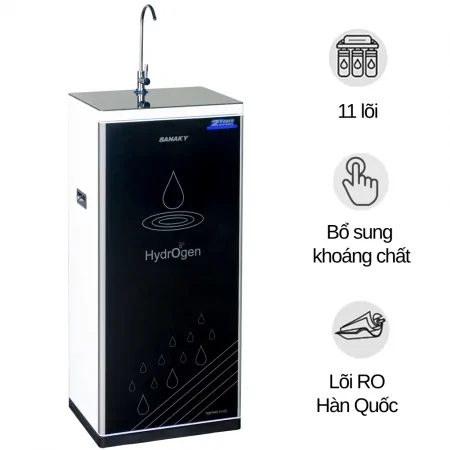 SANAKY
HydrOgen
11 lõi
Bổ sung
khoáng chất
Lõi RO
Hàn Quốc